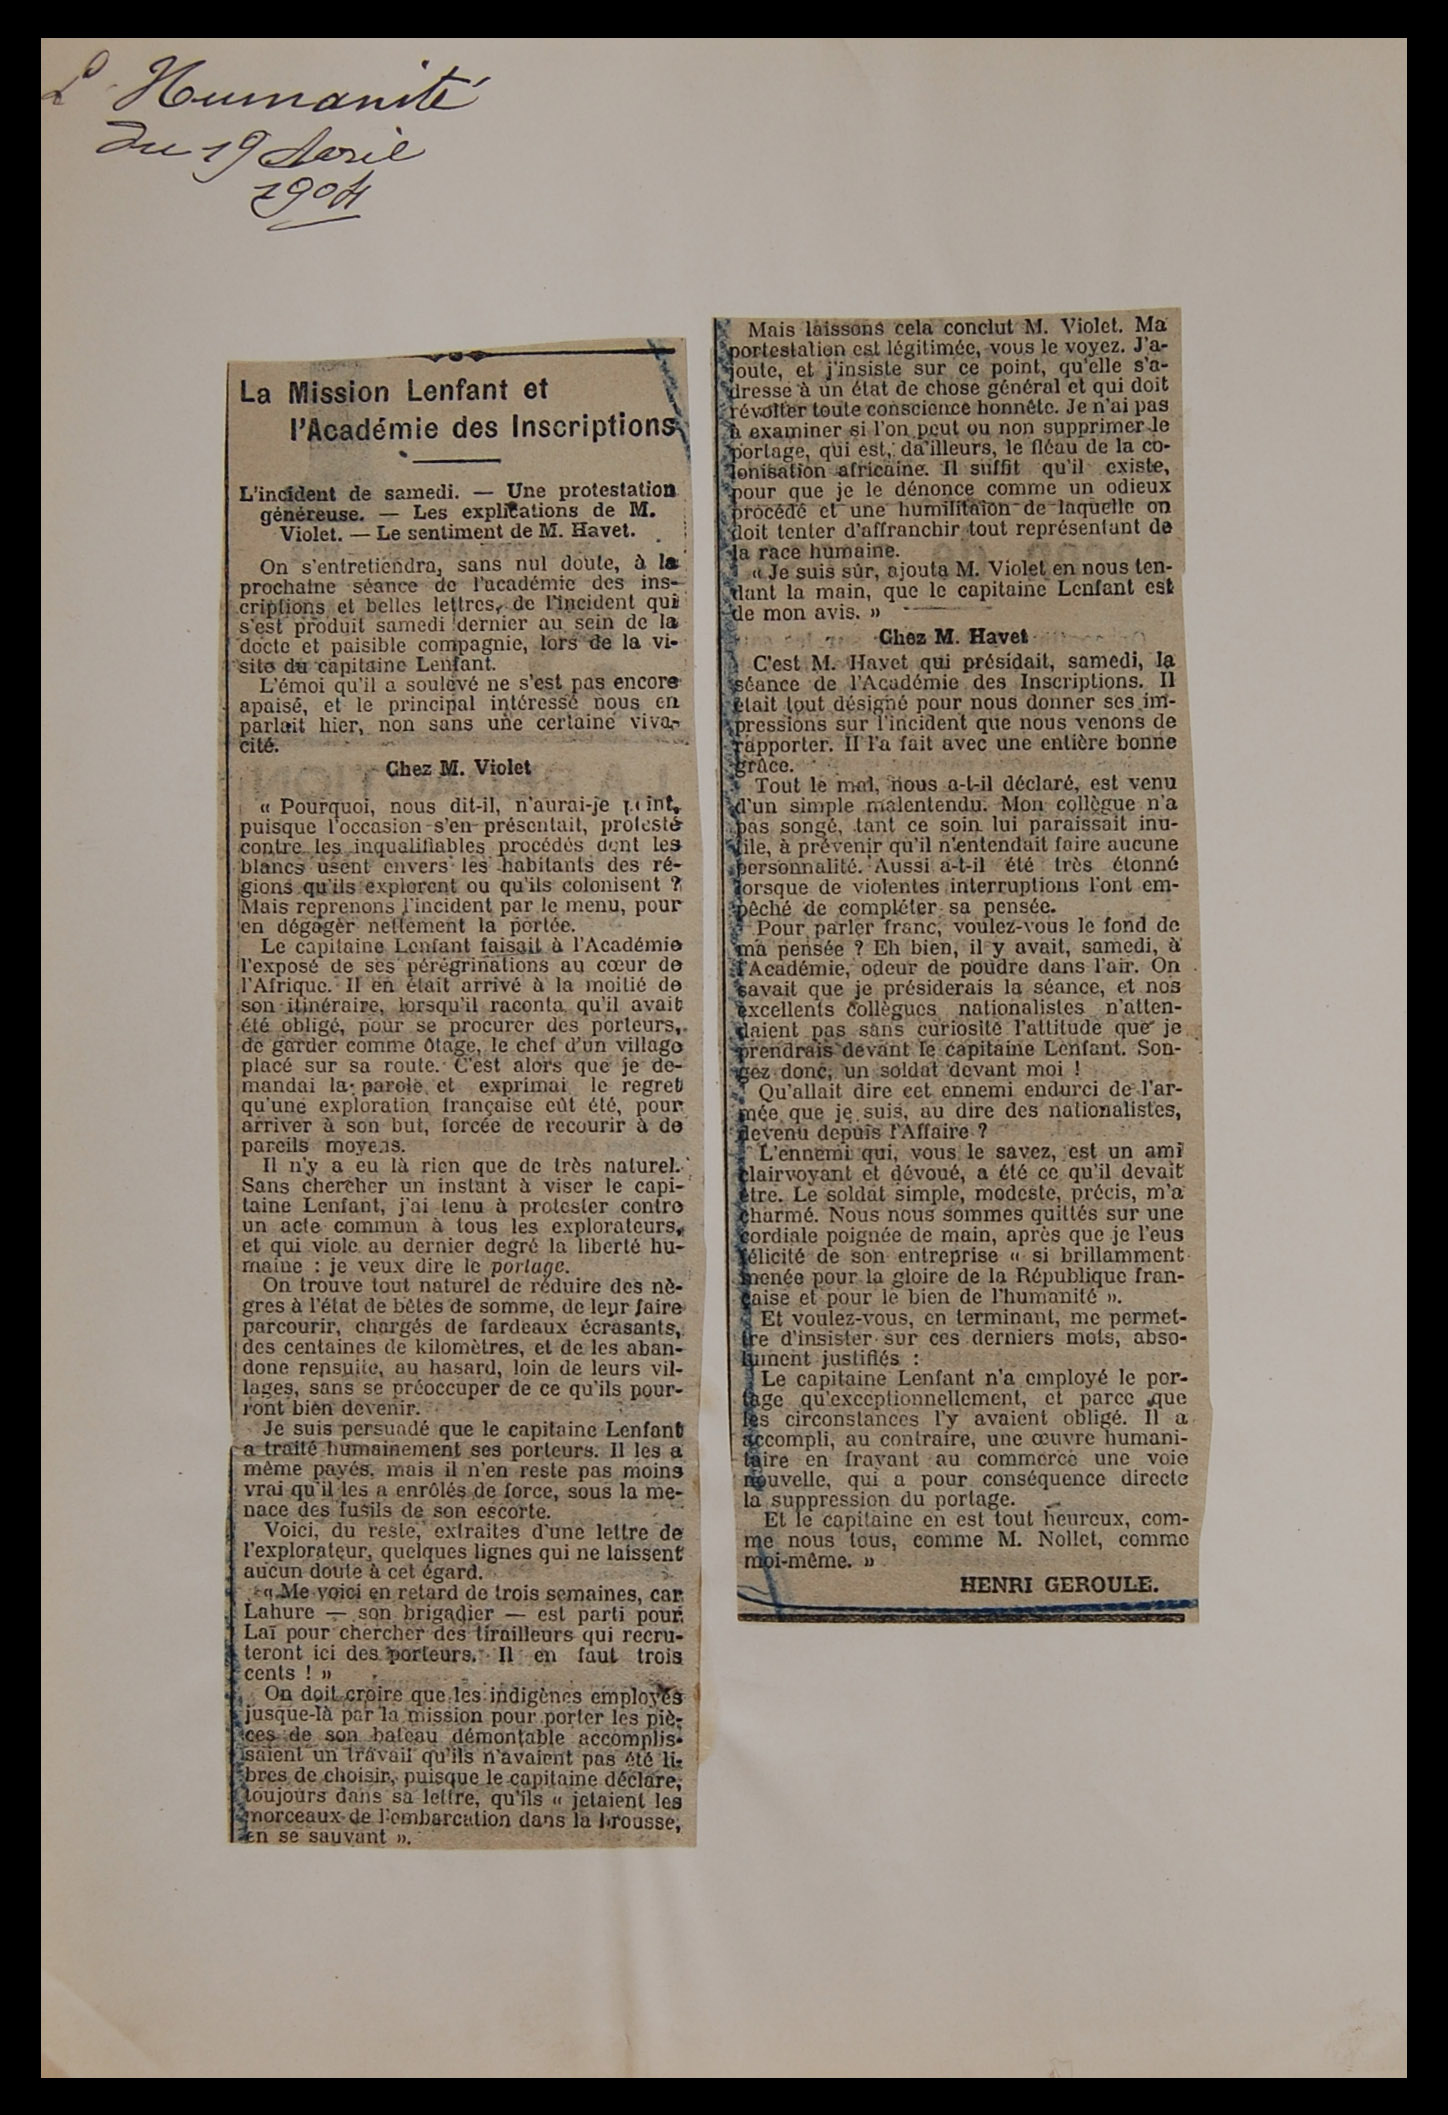 L'Humanité
du 19 Avril
1904
La Mission Lenfant et
l'Académie des Inscriptions
L'incident de samedi. — Une protestation
généreuse. — Les explications de M.
Violet. — Le sentiment de M. Havet.
On s'entretiendra, sans nul doute, à la
prochaine séance de l'académie des ins-
criptions et belles lettres, de l'incident qui
s'est produit samedi dernier au sein de la
docte et paisible compagnie, lors de la vi-
site du capitaine Lenfant.
L'émoi qu'il a soulevé ne s'est pas encore
apaisé, et le principal intéressé nous en
parlait hier, non sans une certaine viva-
cité.
Chez M. Violet
« Pourquoi, nous dit-il, n'aurai-je point,
puisque l'occasion s'en présentait, protesté
contre les inqualifiables procédés dont les
blancs usent envers les habitants des ré-
gions qu'ils explorent ou qu'ils colonisent ?
Mais reprenons l'incident par le menu, pour
en dégager nettement la portée.
Le capitaine Lenfant faisait à l'Académie
l'exposé de ses pérégrinations au cœur de
l'Afrique. Il en était arrivé à la moitié de
son itinéraire, lorsqu'il raconta qu'il avait
été obligé, pour se procurer des porteurs,
de garder comme ôtage, le chef d'un village
placé sur sa route. C'est alors que je de-
mandai la parole et exprimai le regret
qu'une exploration française eût été, pour
arriver à son but, forcée de recourir à de
pareils moyens.
Il n'y a eu là rien que de très naturel.
Sans chercher un instant à viser le capi-
taine Lenfant, j'ai tenu à protester contre
un acte commun à tous les explorateurs,
et qui viole au dernier degré la liberté hu-
maine : je veux dire le portage.
On trouve tout naturel de réduire des nè-
gres à l'état de bêtes de somme, de leur faire
parcourir, chargés de fardeaux écrasants,
des centaines de kilomètres, et de les aban-
done rensuite, au hasard, loin de leurs vil-
lages, sans se préoccuper de ce qu'ils pour-
ront bien devenir.
Je suis persuadé que le capitaine Lenfant
a traité humainement ses porteurs. Il les a
même payés, mais il n'en reste pas moins
vrai qu'il les a enrôlés de force, sous la me-
nace des fusils de son escorte.
Voici, du reste, extraites d'une lettre de
l'explorateur, quelques lignes qui ne laissent
aucun doute à cet égard.
« Me voici en retard de trois semaines, car
Lahure — son brigadier — est parti pour
Laï pour chercher des tirailleurs qui recru-
teront ici des porteurs. Il en faut trois
cents ! »
On doit croire que les indigènes employés
jusque-là par la mission pour porter les piè-
ces de son bateau démontable accomplis-
saient un travail qu'ils n'avaient pas été li-
bres de choisir, puisque le capitaine déclare,
toujours dans sa lettre, qu'ils « jetaient les
morceaux de l'embarcation dans la brousse,
en se sauvant ».
Mais laissons cela conclut M. Violet. Ma
portestation est légitimée, vous le voyez. J'a-
joute, et j'insiste sur ce point, qu'elle s'a-
dresse à un état de chose général et qui doit
révolter toute conscience honnête. Je n'ai pas
à examiner si l'on peut ou non supprimer le
portage, qui est, da'illeurs, le fléau de la co-
lonisation africaine. Il suffit qu'il existe,
pour que je le dénonce comme un odieux
procédé et une humilitaïon de laquelle on
doit tenter d'affranchir tout représentant de
la race humaine.
« Je suis sûr, ajouta M. Violet en nous ten-
dant la main, que le capitaine Lenfant est
de mon avis. »
Chez M. Havet
C'est M. Havet qui présidait, samedi, la
séance de l'Académie des Inscriptions. Il
était tout désigné pour nous donner ses im-
pressions sur l'incident que nous venons de
rapporter. Il l'a fait avec une entière bonne
grâce.
Tout le mal, nous a-t-il déclaré, est venu
d'un simple malentendu. Mon collègue n'a
pas songé, tant ce soin lui paraissait inu-
tile, à prévenir qu'il n'entendait faire aucune
personnalité. Aussi a-t-il été très étonné
lorsque de violentes interruptions l'ont em-
pêché de compléter sa pensée.
Pour parler franc, voulez-vous le fond de
ma pensée ? Eh bien, il y avait, samedi, à
l'Académie, odeur de poudre dans l'air. On
savait que je présiderais la séance, et nos
excellents collègues nationalistes n'atten-
daient pas sans curiosité l'attitude que je
prendrais devant le capitaine Lenfant. Son-
gez donc, un soldat devant moi !
Qu'allait dire cet ennemi endurci de l'ar-
mée que je suis, au dire des nationalistes,
devenu depuis l'Affaire ?
L'ennemi qui, vous le savez, est un ami
clairvoyant et dévoué, a été ce qu'il devait
être. Le soldat simple, modeste, précis, m'a
charmé. Nous nous sommes quittés sur une
cordiale poignée de main, après que je l'eus
félicité de son entreprise « si brillamment
menée pour la gloire de la République fran-
çaise et pour le bien de l'humanité ».
Et voulez-vous, en terminant, me permet-
tre d'insister sur ces derniers mots, abso-
lument justifiés :
Le capitaine Lenfant n'a employé le por-
tage qu'exceptionnellement, et parce que
les circonstances l'y avaient obligé. Il a
accompli, au contraire, une œuvre humani-
taire en frayant au commerce une voie
nouvelle, qui a pour conséquence directe
la suppression du portage.
Et le capitaine en est tout heureux, com-
me nous tous, comme M. Nollet, comme
moi-même. »
HENRI GEROULE.